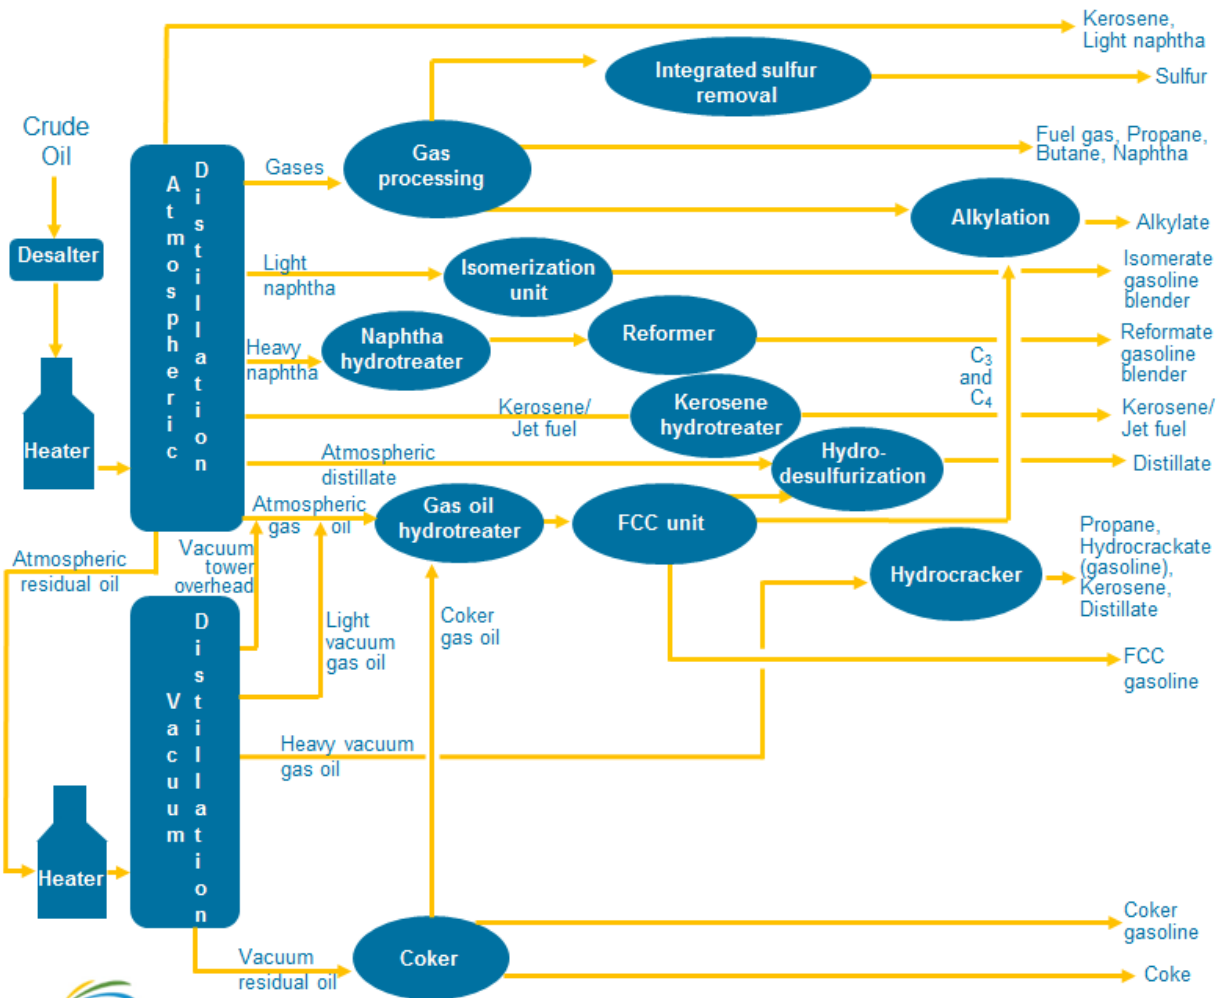 Kerosene,
Light naphtha
Integrated sulfur
removal
Sulfur
Crude
Oil
Fuel gas, Propane,
Butane, Naphtha
Gas
processing
Gases
Atmospheric
Distillation
Alkylation
Alkylate
Desalter
Light
naphtha
Isomerization
unit
Isomerate
gasoline
blender
Heavy
naphtha
Naphtha
hydrotreater
Reformer
Reformate
gasoline
blender
C₃
and
C₄
Kerosene/
Jet fuel
Kerosene
hydrotreater
Kerosene/
Jet fuel
Heater
Atmospheric
distillate
Hydro-
desulfurization
Distillate
Atmospheric
gas oil
Gas oil
hydrotreater
FCC unit
Propane,
Hydrocrackate
(gasoline),
Kerosene,
Distillate
Atmospheric
residual oil
Vacuum
tower
overhead
Hydrocracker
Light
vacuum
gas oil
Coker
gas oil
FCC
gasoline
Vacuum
Distillation
Heavy vacuum
gas oil
Heater
Coker
gasoline
Vacuum
residual oil
Coker
Coke